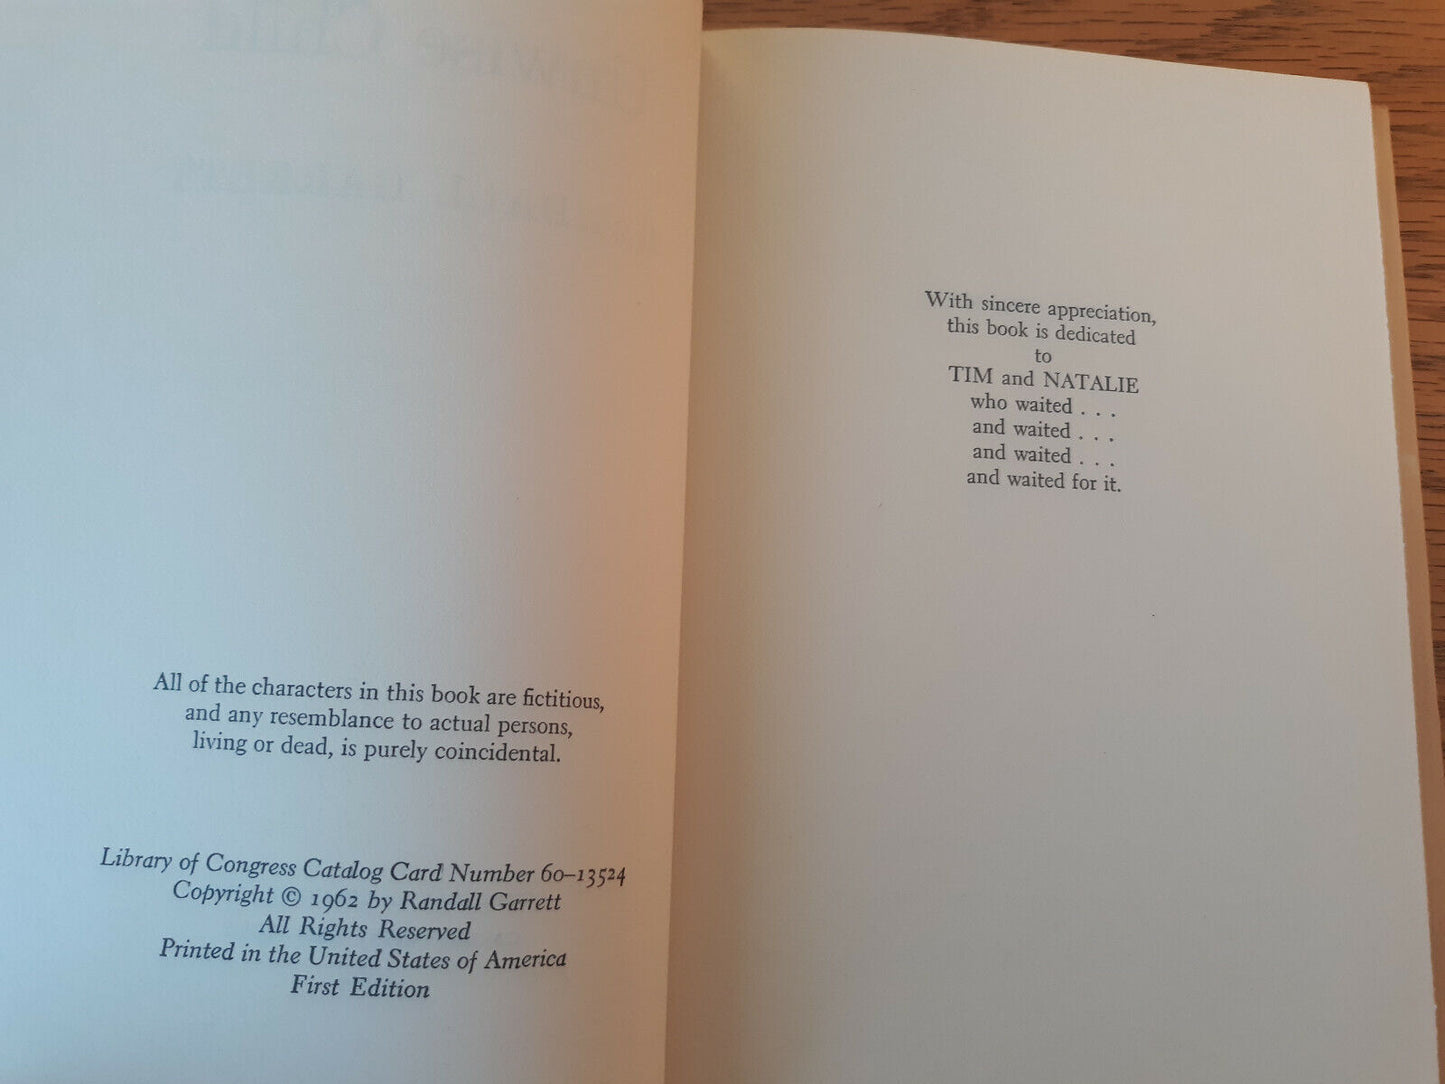 All of the characters in this book are fictitious,
and any resemblance to actual persons,
living or dead, is purely coincidental.
Library of Congress Catalog Card Number 60–13524
Copyright © 1962 by Randall Garrett
All Rights Reserved
Printed in the United States of America
First Edition
With sincere appreciation,
this book is dedicated
to
TIM and NATALIE
who waited . . .
and waited . . .
and waited . . .
and waited for it.